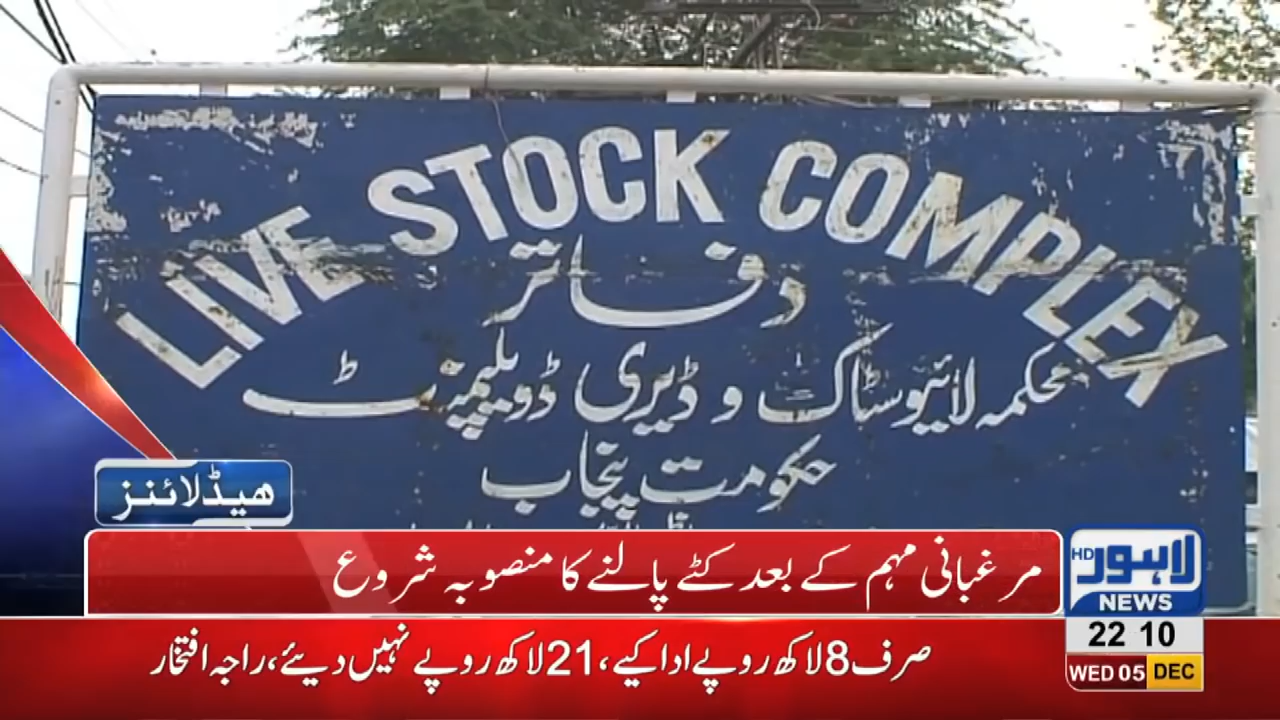 LIVE STOCK COMPLEX
دفاتر
محکمہ لائیوسٹاک و ڈیری ڈویلپمنٹ
حکومت پنجاب
ہیڈلائنز
مرغبانی مہم کے بعد کٹے پالنے کا منصوبہ شروع
HD لاہور
NEWS
22 10
WED 05 DEC
صرف 8 لاکھ روپے ادا کیے، 21 لاکھ روپے نہیں دیئے، راجہ افتخار